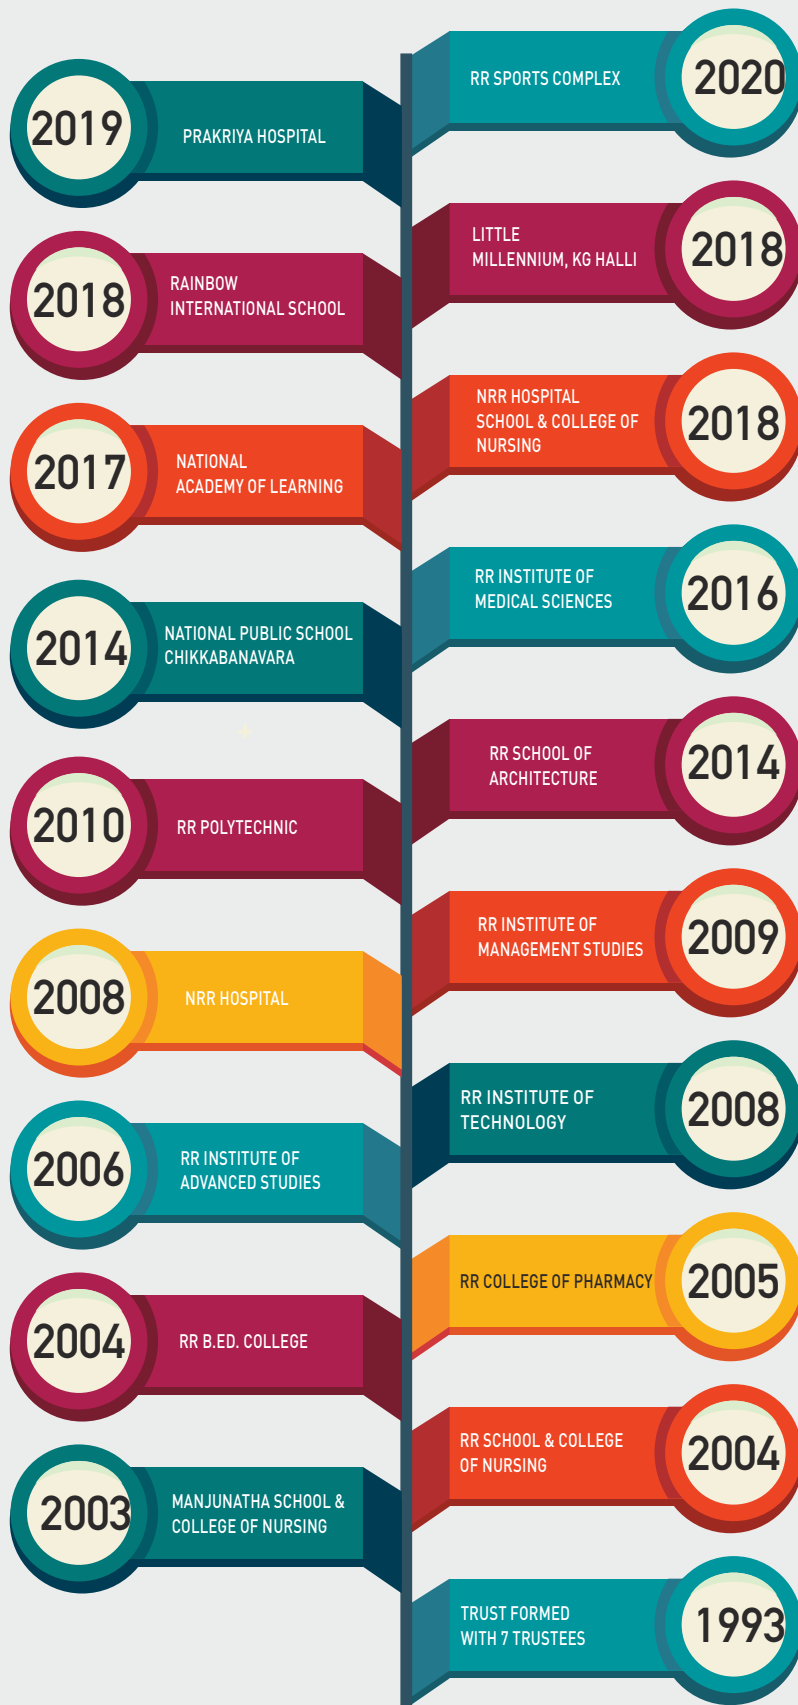 2020
RR SPORTS COMPLEX
2019
PRAKRIYA HOSPITAL
2018
LITTLE
MILLENNIUM, KG HALLI
2018
RAINBOW
INTERNATIONAL SCHOOL
2018
NRR HOSPITAL
SCHOOL & COLLEGE OF
NURSING
2017
NATIONAL
ACADEMY OF LEARNING
2016
RR INSTITUTE OF
MEDICAL SCIENCES
2014
NATIONAL PUBLIC SCHOOL
CHIKKABANAVARA
2014
RR SCHOOL OF
ARCHITECTURE
2010
RR POLYTECHNIC
2009
RR INSTITUTE OF
MANAGEMENT STUDIES
2008
NRR HOSPITAL
2008
RR INSTITUTE OF
TECHNOLOGY
2006
RR INSTITUTE OF
ADVANCED STUDIES
2005
RR COLLEGE OF PHARMACY
2004
RR B.ED. COLLEGE
2004
RR SCHOOL & COLLEGE
OF NURSING
2003
MANJUNATHA SCHOOL &
COLLEGE OF NURSING
1993
TRUST FORMED
WITH 7 TRUSTEES